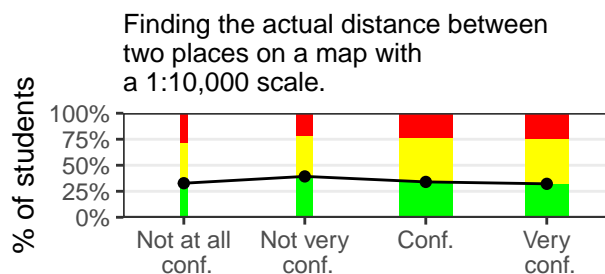 Finding the actual distance between
two places on a map with
a 1:10,000 scale.
% of students
100%
75%
50%
25%
0%
Not at all
conf.
Not very
conf.
Conf.
Very
conf.